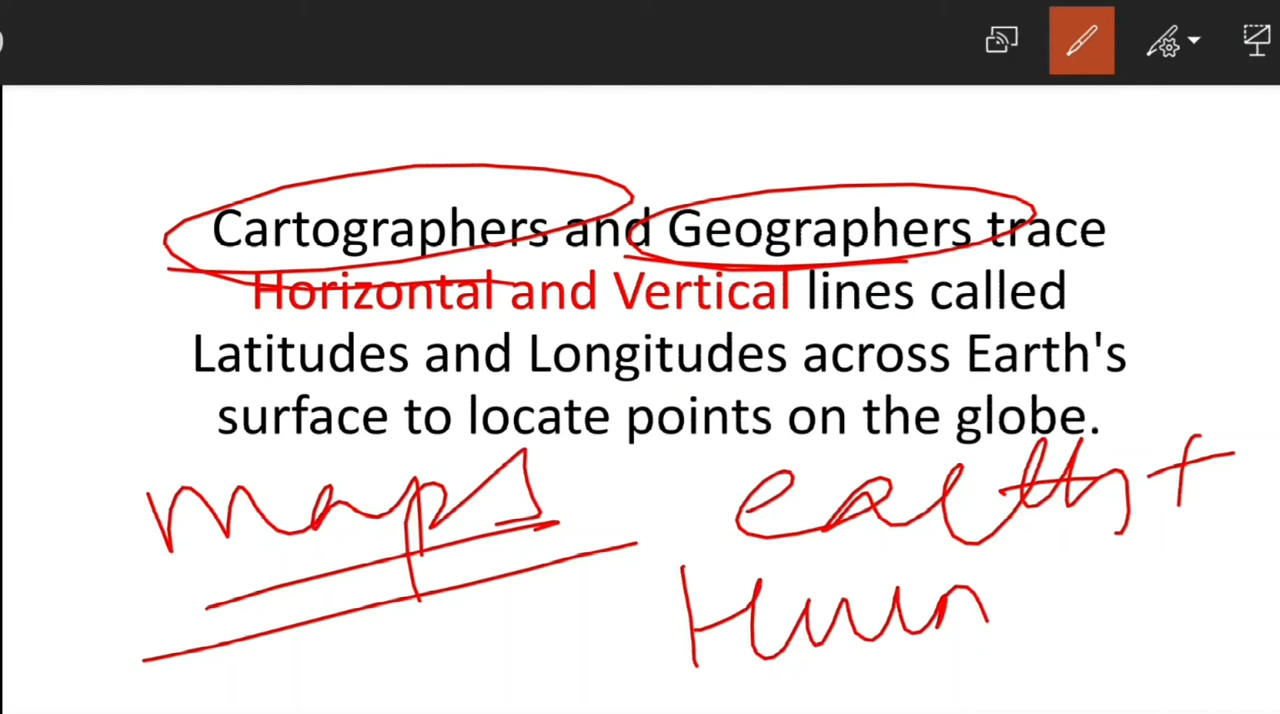 Cartographers and Geographers trace
Horizontal and Vertical lines called
Latitudes and Longitudes across Earth's
surface to locate points on the globe.
maps earth +